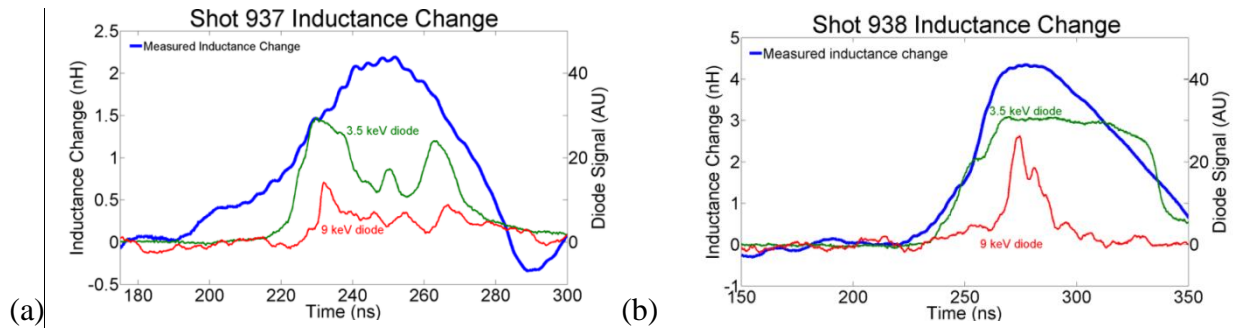 Shot 937 Inductance Change
2.5
2
1.5
1
0.5
0
-0.5
Inductance Change (nH)
Measured Inductance Change
3.5 keV diode
9 keV diode
40
20
0
Diode Signal (AU)
180 200 220 240 260 280 300
Time (ns)
(a)
Shot 938 Inductance Change
5
4
3
2
1
0
-1
Inductance Change (nH)
Measured inductance change
3.5 keV diode
9 keV diode
40
20
0
Diode Signal (AU)
150 200 250 300 350
Time (ns)
(b)